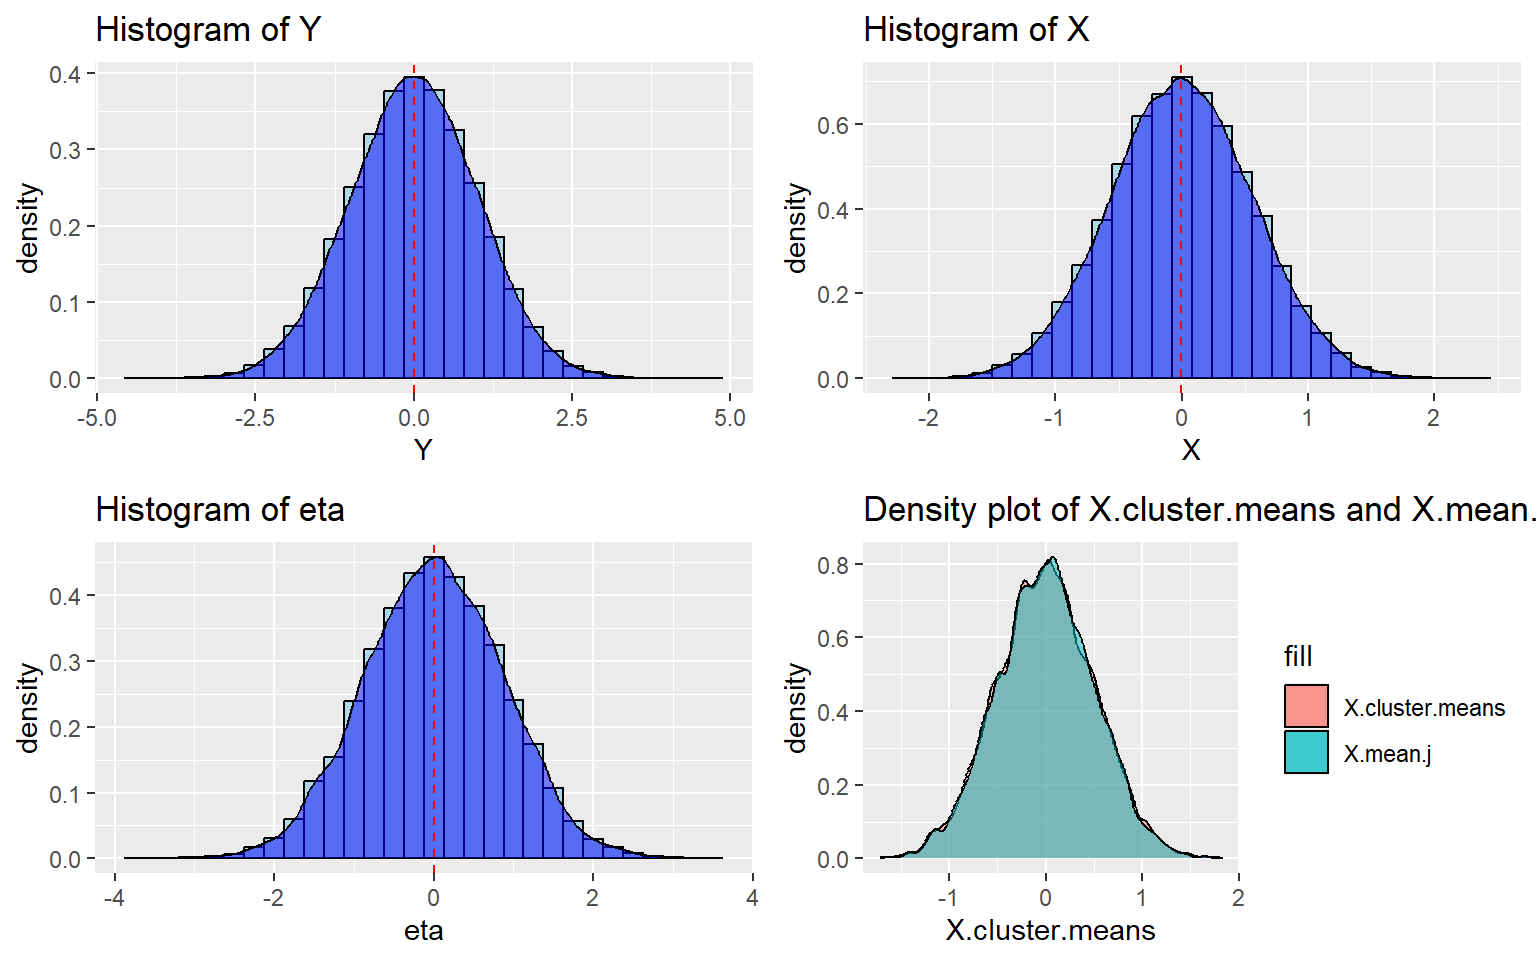 Histogram of Y
density
0.4
0.3
0.2
0.1
0.0
-5.0 -2.5 0.0 2.5 5.0
Y
Histogram of X
density
0.6
0.4
0.2
0.0
-2 -1 0 1 2
X
Histogram of eta
density
0.4
0.3
0.2
0.1
0.0
-4 -2 0 2 4
eta
Density plot of X.cluster.means and X.mean.
density
0.8
0.6
0.4
0.2
0.0
-1 0 1 2
X.cluster.means
fill
X.cluster.means
X.mean.j